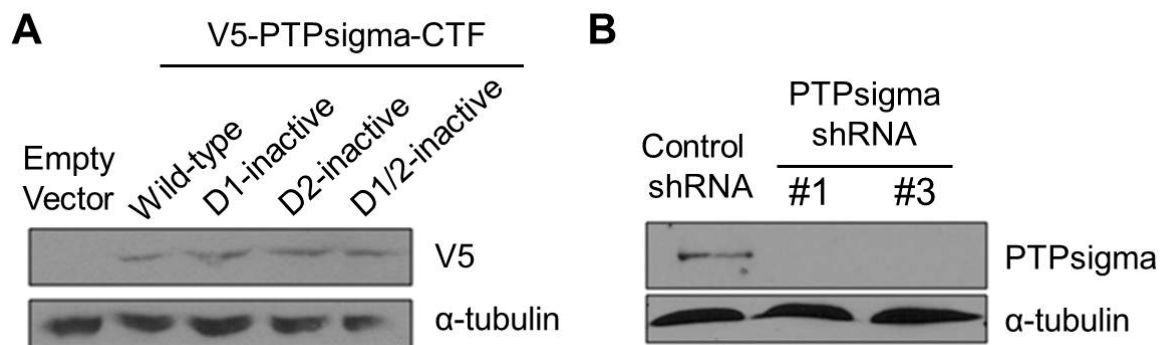 A
V5-PTPsigma-CTF
Empty
Vector
Wild-type
D1-inactive
D2-inactive
D1/2-inactive
V5
α-tubulin
B
Control
shRNA
PTPsigma
shRNA
#1
#3
PTPsigma
α-tubulin